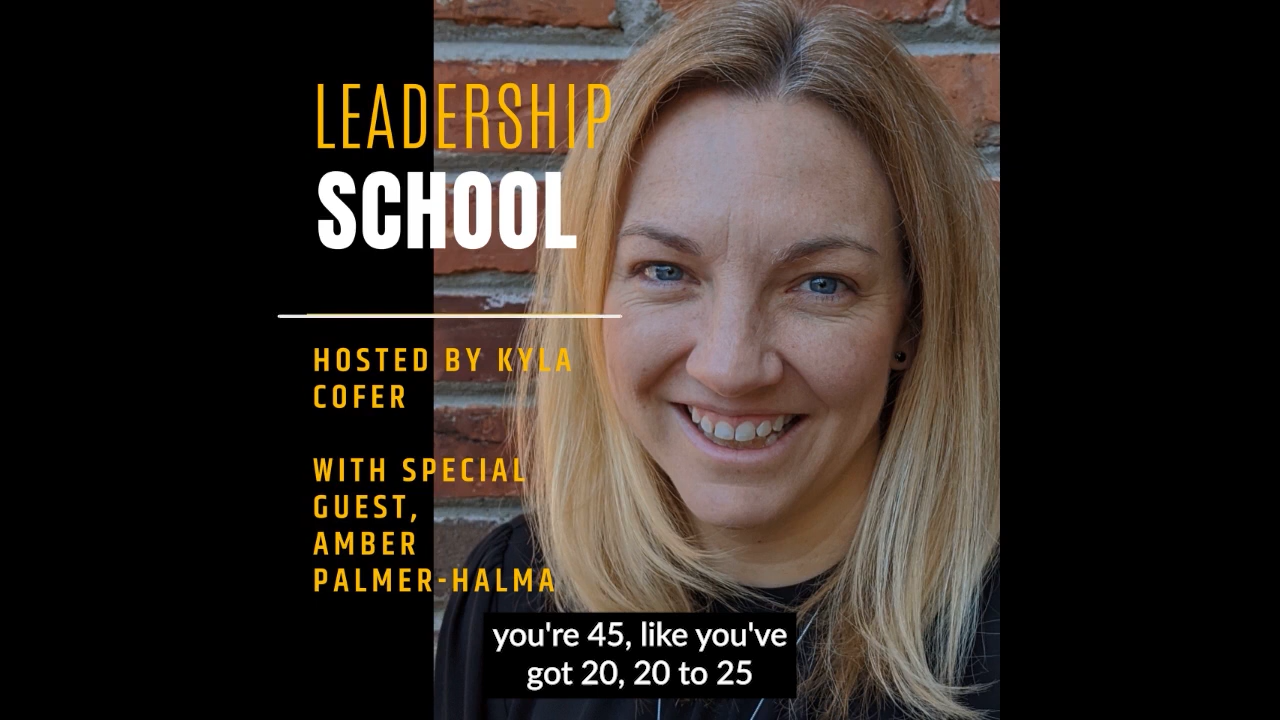 LEADERSHIP
SCHOOL
HOSTED BY KYLA
COFER
WITH SPECIAL
GUEST,
AMBER
PALMER-HALMA
you're 45, like you've
got 20, 20 to 25